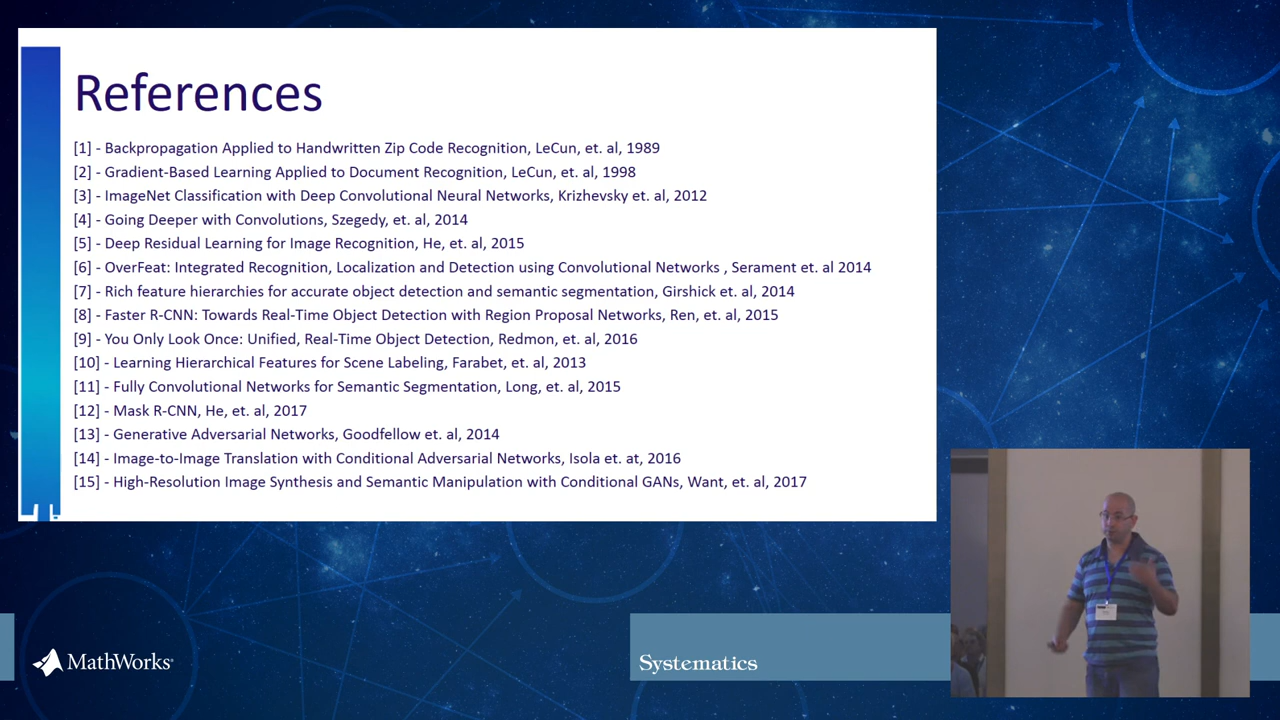 References
[1] - Backpropagation Applied to Handwritten Zip Code Recognition, LeCun, et. al, 1989
[2] - Gradient-Based Learning Applied to Document Recognition, LeCun, et. al, 1998
[3] - ImageNet Classification with Deep Convolutional Neural Networks, Krizhevsky et. al, 2012
[4] - Going Deeper with Convolutions, Szegedy, et. al, 2014
[5] - Deep Residual Learning for Image Recognition, He, et. al, 2015
[6] - OverFeat: Integrated Recognition, Localization and Detection using Convolutional Networks , Serament et. al 2014
[7] - Rich feature hierarchies for accurate object detection and semantic segmentation, Girshick et. al, 2014
[8] - Faster R-CNN: Towards Real-Time Object Detection with Region Proposal Networks, Ren, et. al, 2015
[9] - You Only Look Once: Unified, Real-Time Object Detection, Redmon, et. al, 2016
[10] - Learning Hierarchical Features for Scene Labeling, Farabet, et. al, 2013
[11] - Fully Convolutional Networks for Semantic Segmentation, Long, et. al, 2015
[12] - Mask R-CNN, He, et. al, 2017
[13] - Generative Adversarial Networks, Goodfellow et. al, 2014
[14] - Image-to-Image Translation with Conditional Adversarial Networks, Isola et. at, 2016
[15] - High-Resolution Image Synthesis and Semantic Manipulation with Conditional GANs, Want, et. al, 2017
MathWorks®
Systematics